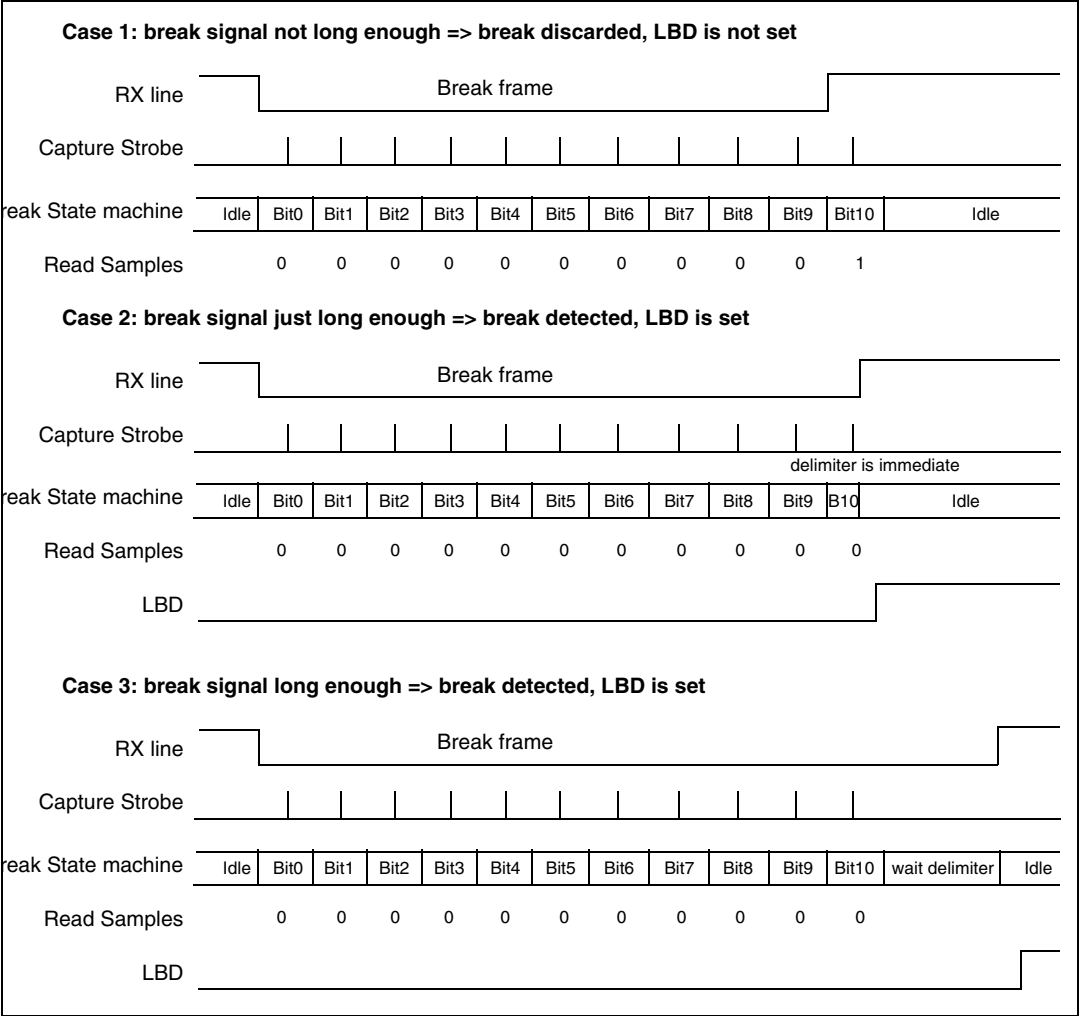 Case 1: break signal not long enough => break discarded, LBD is not set
RX line
Break frame
Capture Strobe
reak State machine
Idle Bit0 Bit1 Bit2 Bit3 Bit4 Bit5 Bit6 Bit7 Bit8 Bit9 Bit10 Idle
Read Samples 0 0 0 0 0 0 0 0 0 0 1
Case 2: break signal just long enough => break detected, LBD is set
RX line
Break frame
Capture Strobe
delimiter is immediate
reak State machine
Idle Bit0 Bit1 Bit2 Bit3 Bit4 Bit5 Bit6 Bit7 Bit8 Bit9 B10 Idle
Read Samples 0 0 0 0 0 0 0 0 0 0 0
LBD
Case 3: break signal long enough => break detected, LBD is set
RX line
Break frame
Capture Strobe
reak State machine
Idle Bit0 Bit1 Bit2 Bit3 Bit4 Bit5 Bit6 Bit7 Bit8 Bit9 Bit10 wait delimiter Idle
Read Samples 0 0 0 0 0 0 0 0 0 0 0
LBD